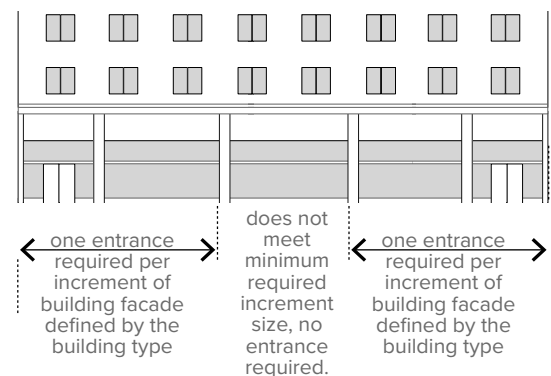 one entrance
required per
increment of
building facade
defined by the
building type
does not
meet
minimum
required
increment
size, no
entrance
required.
one entrance
required per
increment of
building facade
defined by the
building type